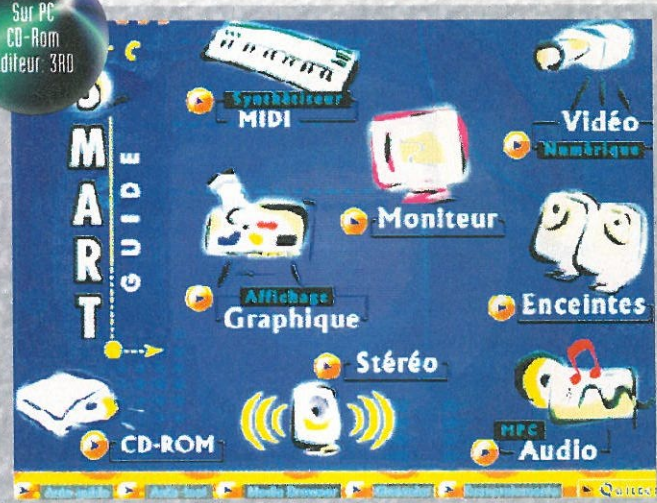 Sur PC
CD-Rom
diteur: 3RD
SMART
GUIDE
Synthétiseur
MIDI
Vidéo
Numérique
Moniteur
Affichage
Graphique
Enceintes
Stéréo
CD-ROM
MPC
Audio
Quitter